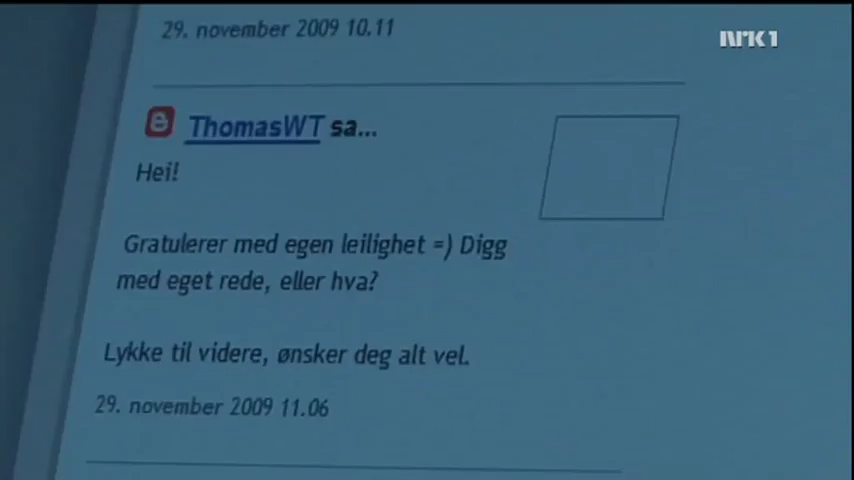 29. november 2009 10.11
NRK1
ThomasWT sa...
Hei!
Gratulerer med egen leilighet =) Digg
med eget rede, eller hva?
Lykke til videre, ønsker deg alt vel.
29. november 2009 11.06